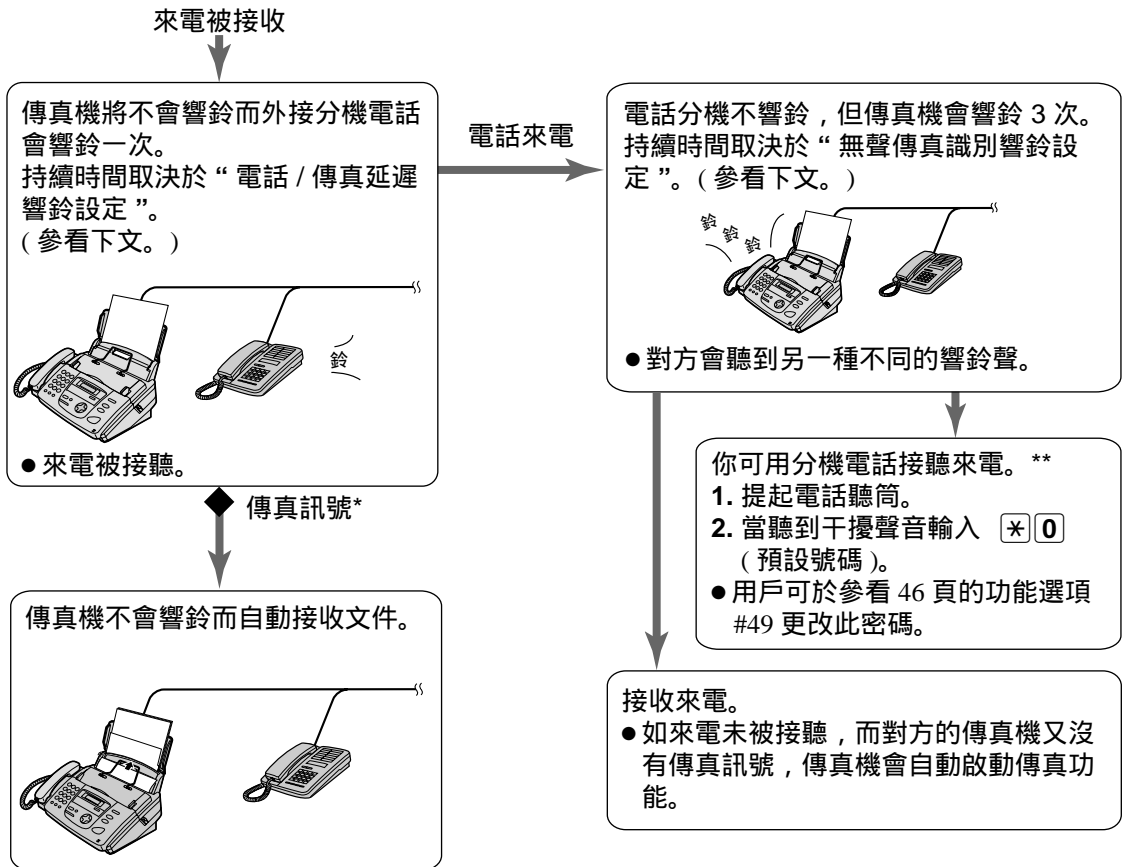 來電被接收
傳真機將不會響鈴而外接分機電話
會響鈴一次。
持續時間取決於“電話 / 傳真延遲
響鈴設定”。
( 參看下文。)
鈴
●來電被接聽。
電話來電
電話分機不響鈴，但傳真機會響鈴 3 次。
持續時間取決於“無聲傳真識別響鈴設
定”。( 參看下文。)
鈴 鈴 鈴
●對方會聽到另一種不同的響鈴聲。
傳真訊號*
傳真機不會響鈴而自動接收文件。
你可用分機電話接聽來電。**
1. 提起電話聽筒。
2. 當聽到干擾聲音輸入 [*][0]
( 預設號碼 )。
●用戶可於參看 46 頁的功能選項
#49 更改此密碼。
接收來電。
●如來電未被接聽，而對方的傳真機又沒
有傳真訊號，傳真機會自動啟動傳真功
能。